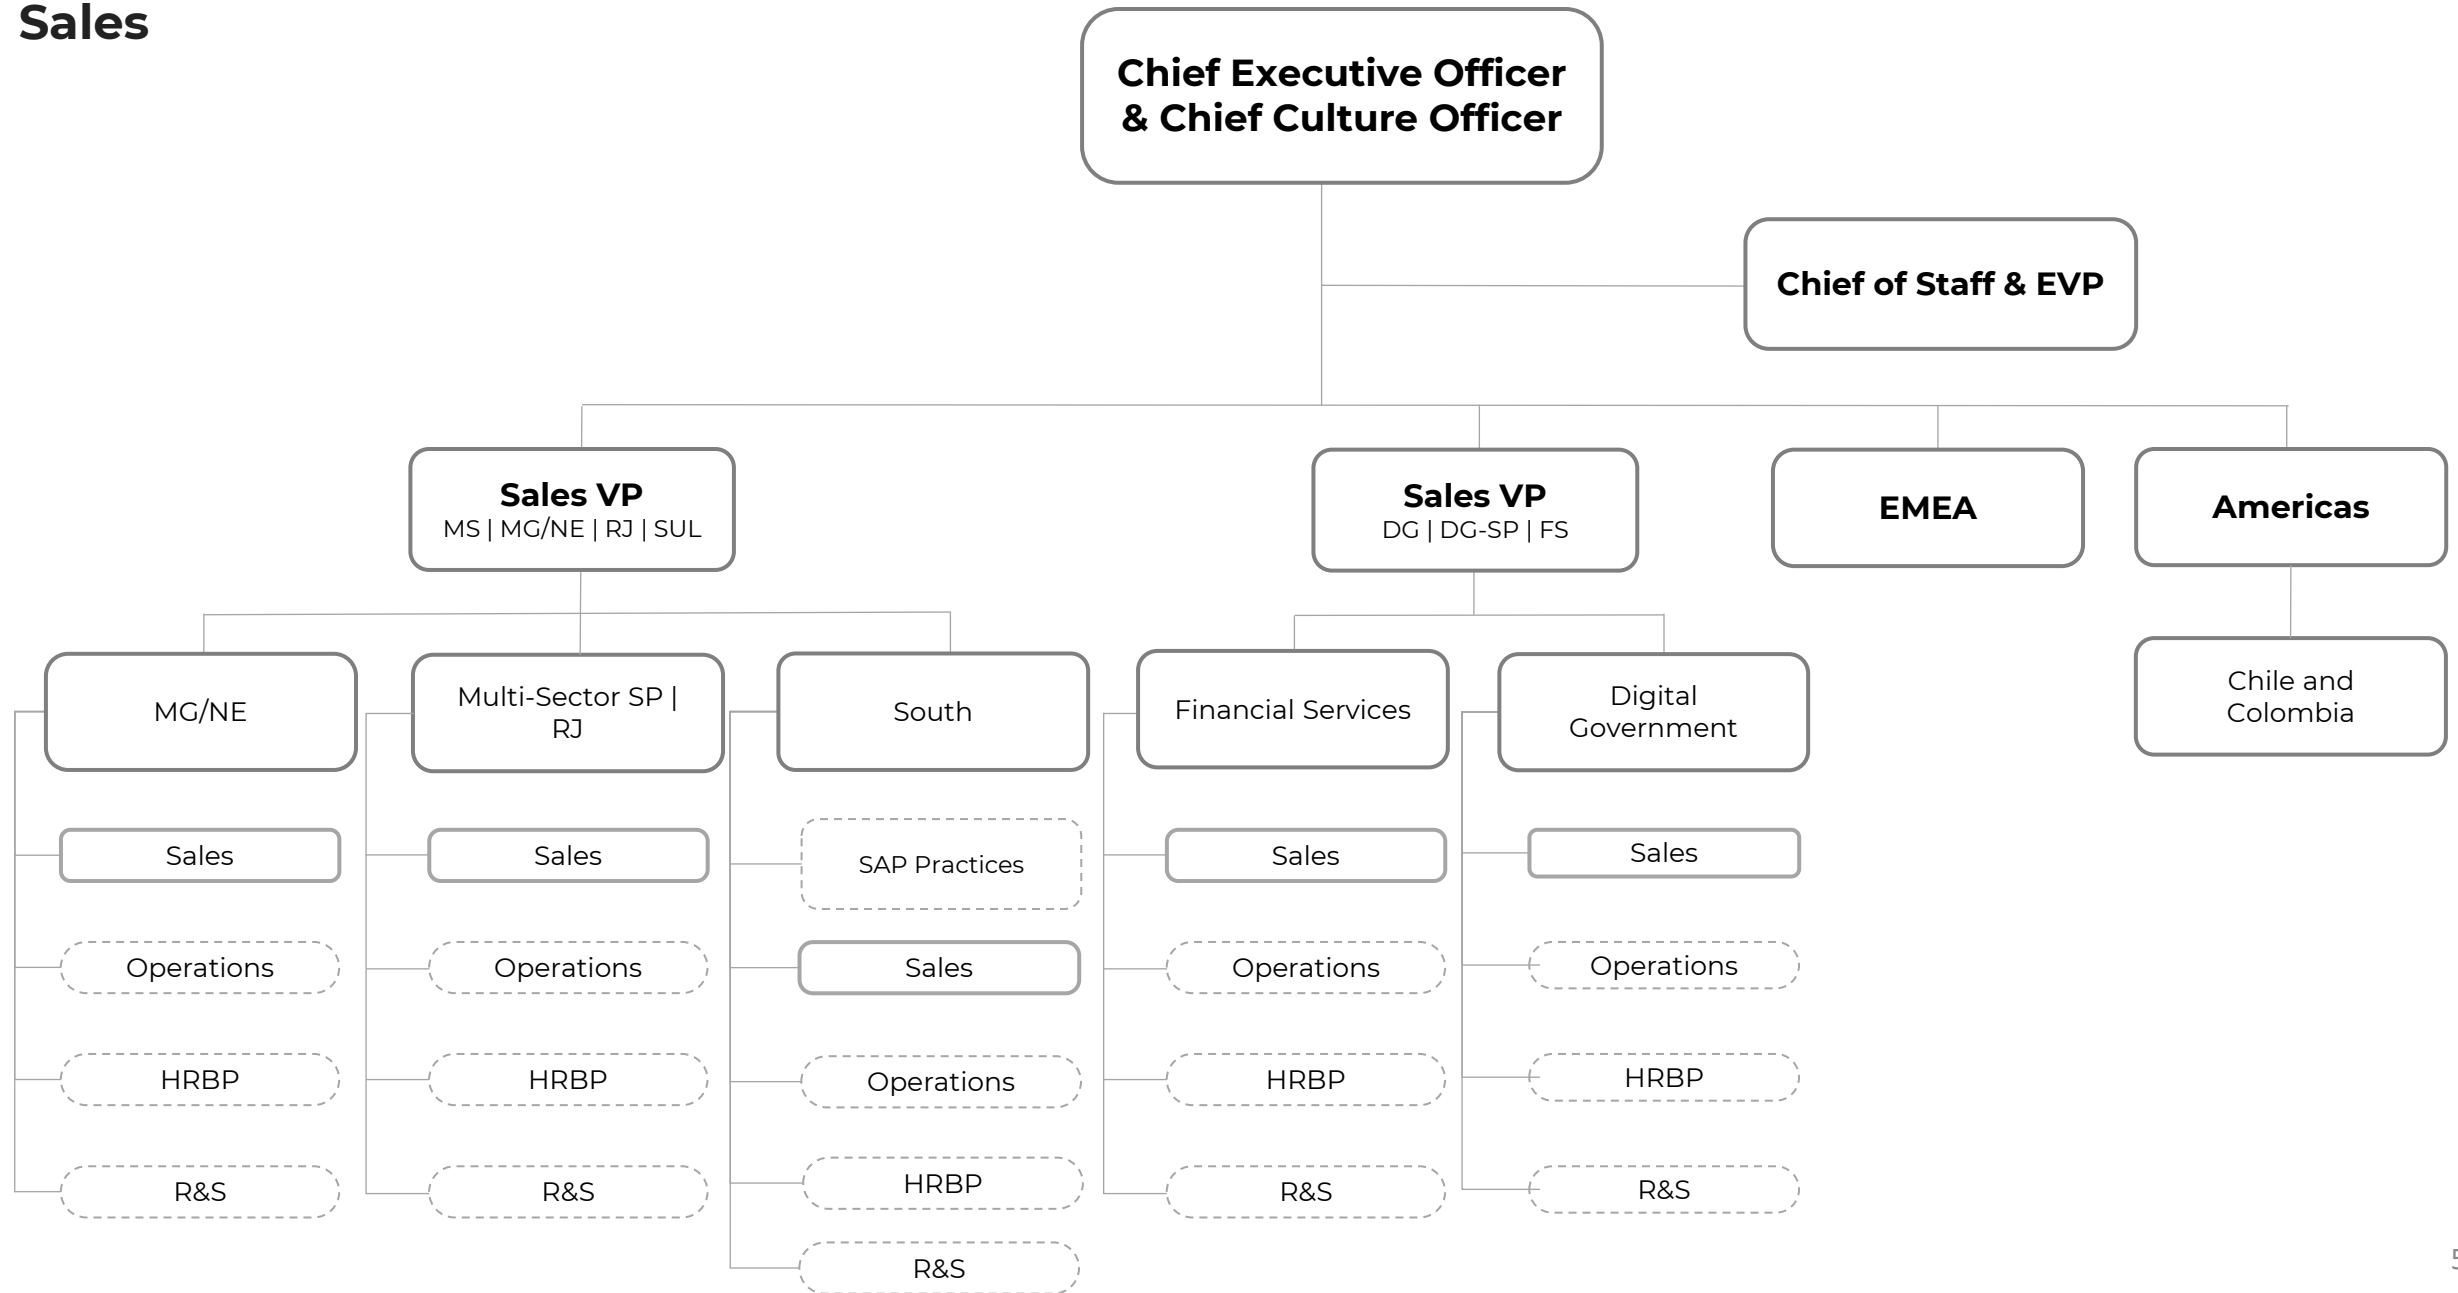 Sales
Chief Executive Officer
& Chief Culture Officer
Chief of Staff & EVP
Sales VP
MS | MG/NE | RJ | SUL
Sales VP
DG | DG-SP | FS
EMEA
Americas
MG/NE
Multi-Sector SP |
RJ
South
Financial Services
Digital
Government
Chile and
Colombia
Sales
Operations
HRBP
R&S
Sales
Operations
HRBP
R&S
SAP Practices
Sales
Operations
HRBP
R&S
Sales
Operations
HRBP
R&S
Sales
Operations
HRBP
R&S